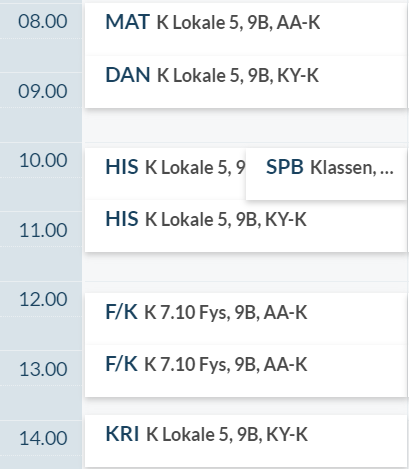 08.00
MAT K Lokale 5, 9B, AA-K
DAN K Lokale 5, 9B, KY-K
09.00
10.00
HIS K Lokale 5, 9
SPB Klassen, ...
HIS K Lokale 5, 9B, KY-K
11.00
12.00
F/K K 7.10 Fys, 9B, AA-K
F/K K 7.10 Fys, 9B, AA-K
13.00
KRI K Lokale 5, 9B, KY-K
14.00